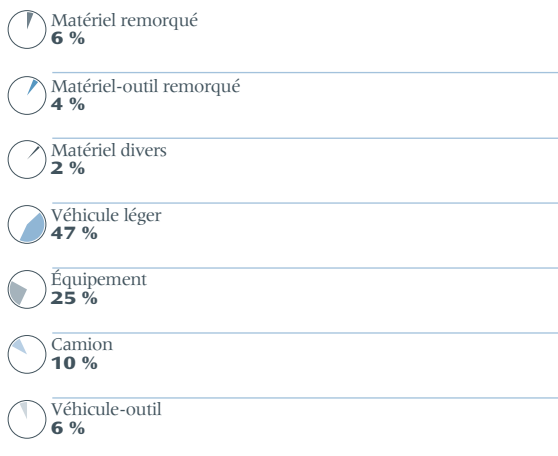 Matériel remorqué
6 %
Matériel-outil remorqué
4 %
Matériel divers
2 %
Véhicule léger
47 %
Équipement
25 %
Camion
10 %
Véhicule-outil
6 %